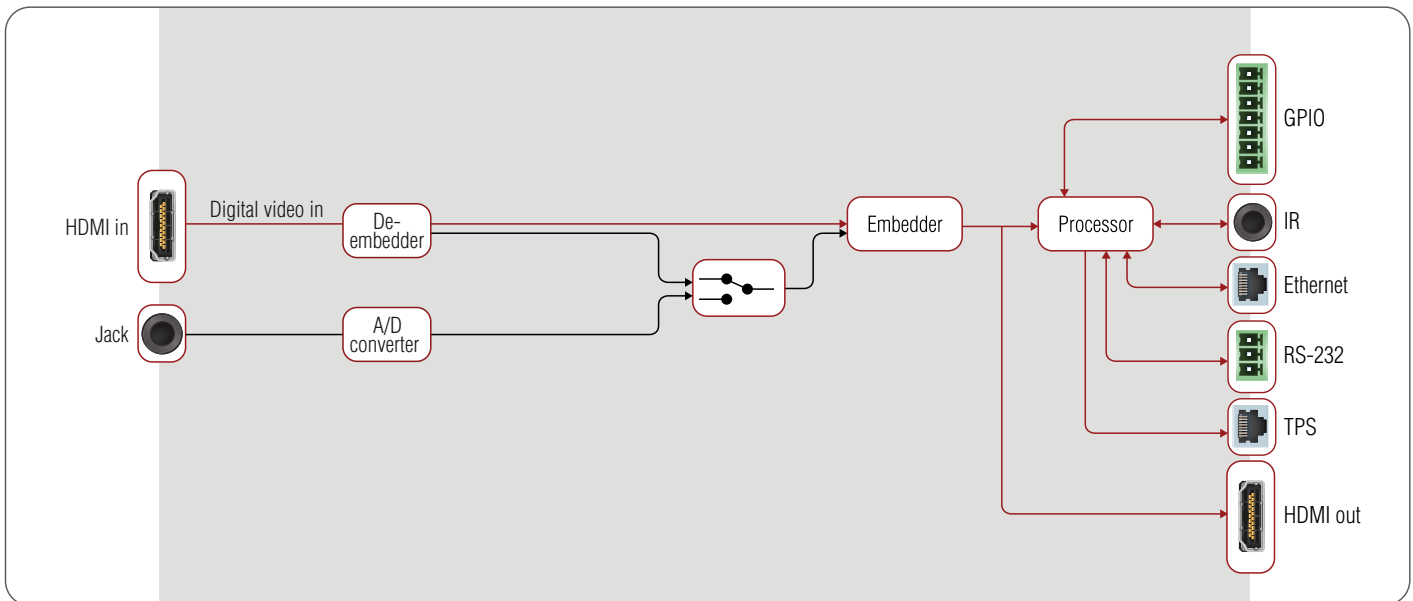 HDMI in
Digital video in
De-
embedder
Jack
A/D
converter
Embedder
Processor
GPIO
IR
Ethernet
RS-232
TPS
HDMI out